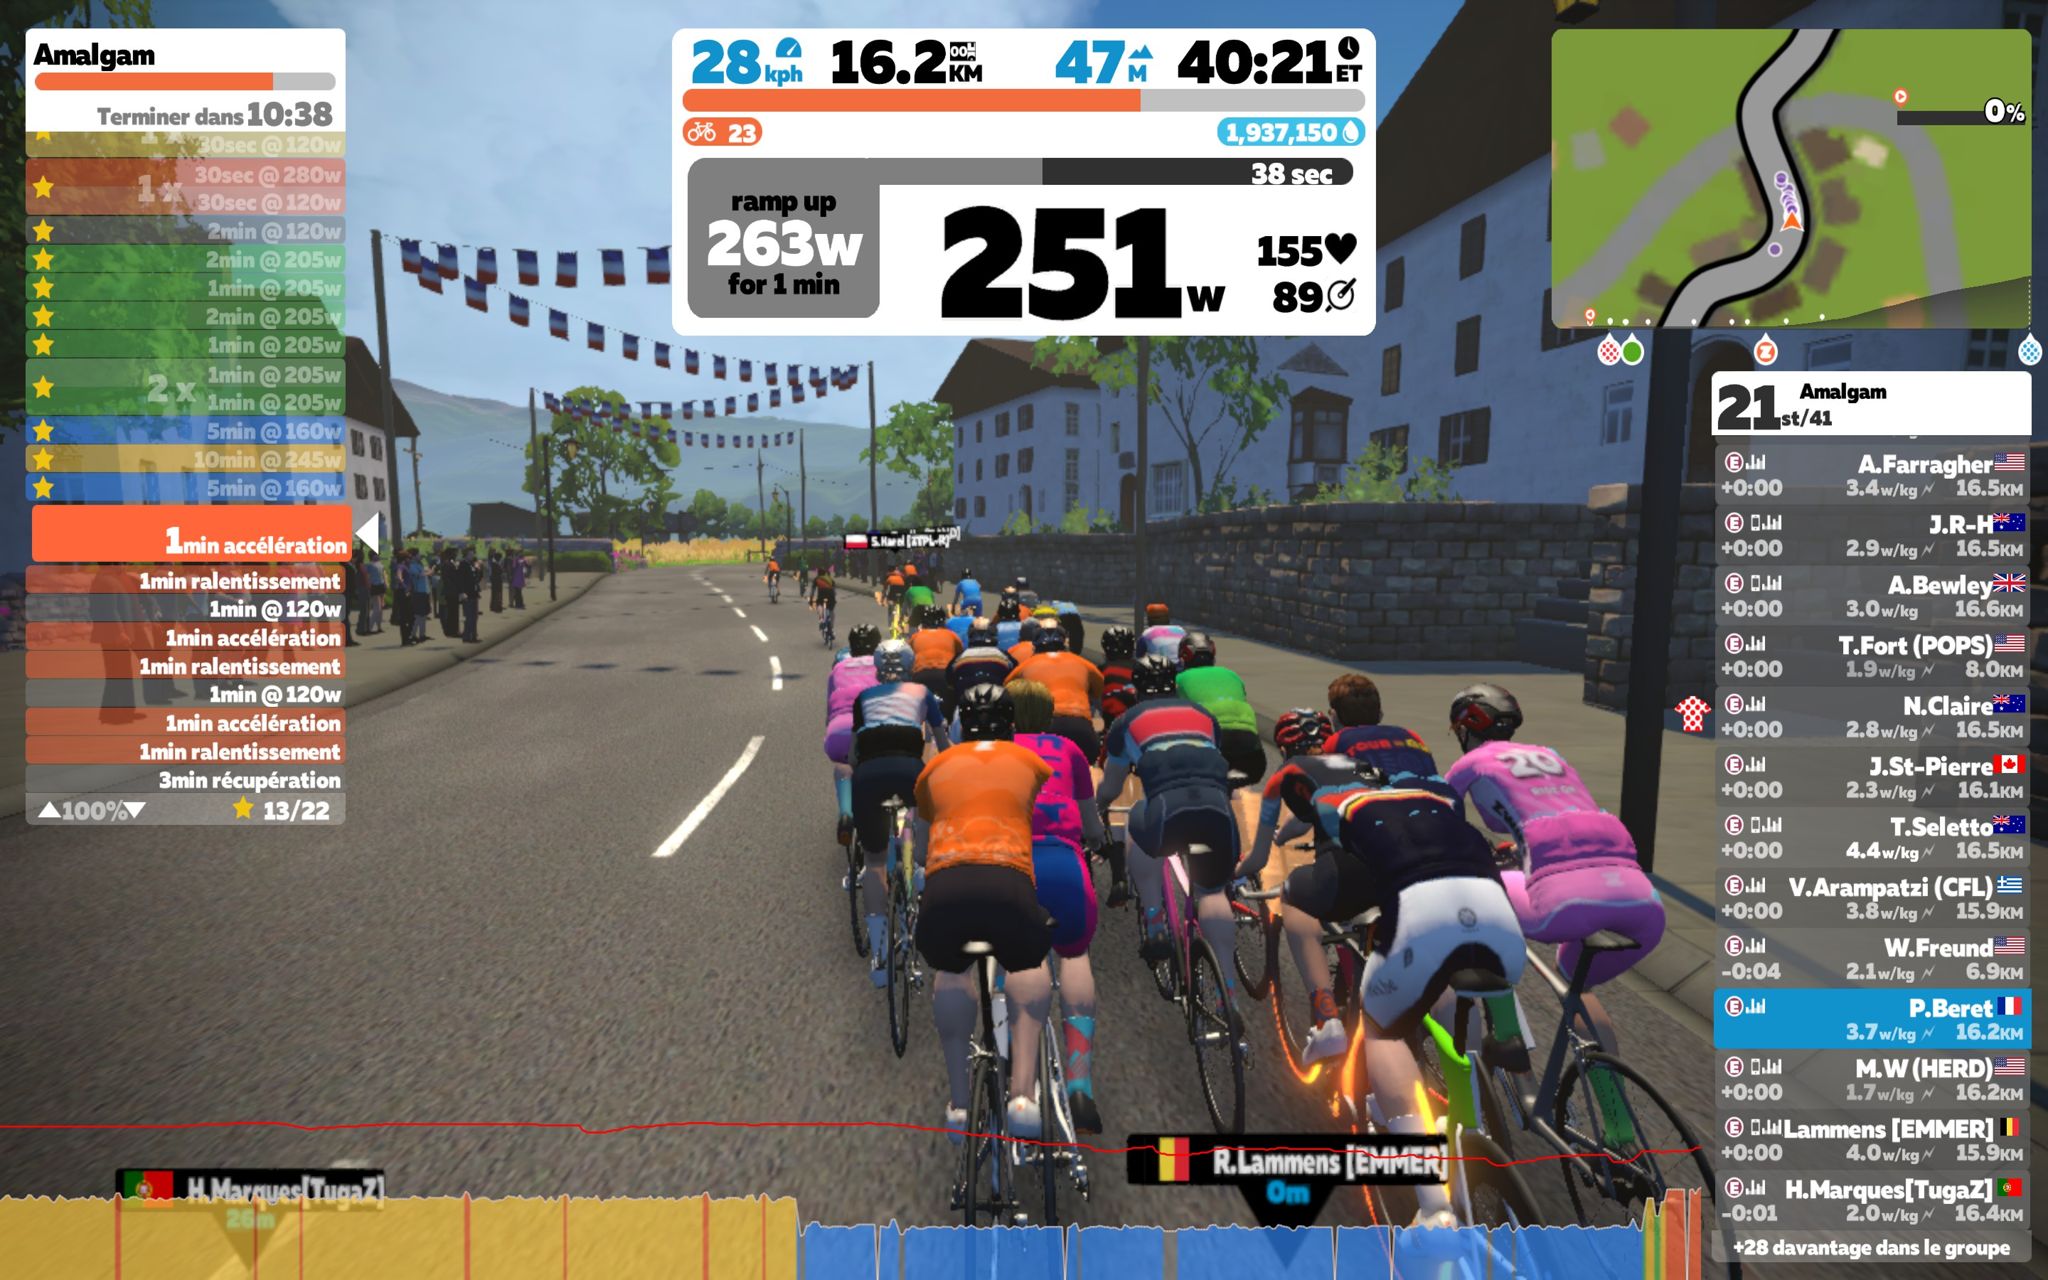 Amalgam
Terminer dans 10:38
1 x
30sec @ 120w
30sec @ 280w
1 x
30sec @ 120w
2min @ 120w
2min @ 205w
1min @ 205w
2min @ 205w
1min @ 205w
1min @ 205w
2 x
1min @ 205w
5min @ 160w
10min @ 245w
5min @ 160w
1min accélération
1min ralentissement
1min @ 120w
1min accélération
1min ralentissement
1min @ 120w
1min accélération
1min ralentissement
3min récupération
100%
13/22
28 kph 16.2 KM 47 M 40:21 ET
23
1,937,150
38 sec
ramp up
263w
for 1 min
251 w
155
89
0%
Z
21st/41
Amalgam
E A.Farragher
+0:00 3.4 w/kg 16.5KM
E J.R-H
+0:00 2.9 w/kg 16.5KM
E A.Bewley
+0:00 3.0 w/kg 16.6KM
E T.Fort (POPS)
+0:00 1.9 w/kg 8.0KM
E N.Claire
+0:00 2.8 w/kg 16.5KM
E J.St-Pierre
+0:00 2.3 w/kg 16.1KM
E T.Seletto
+0:00 4.4 w/kg 16.5KM
E V.Arampatzi (CFL)
+0:00 3.8 w/kg 15.9KM
E W.Freund
-0:04 2.1 w/kg 6.9KM
E P.Beret
3.7 w/kg 16.2KM
E M.W (HERD)
+0:00 1.7 w/kg 16.2KM
E Lammens [EMMER]
+0:00 4.0 w/kg 15.9KM
E H.Marques[TugaZ]
-0:01 2.0 w/kg 16.4KM
+28 davantage dans le groupe
20
RIDE ON
R.Lammens [EMMER]
0m
H.Marques[TugaZ]
26m